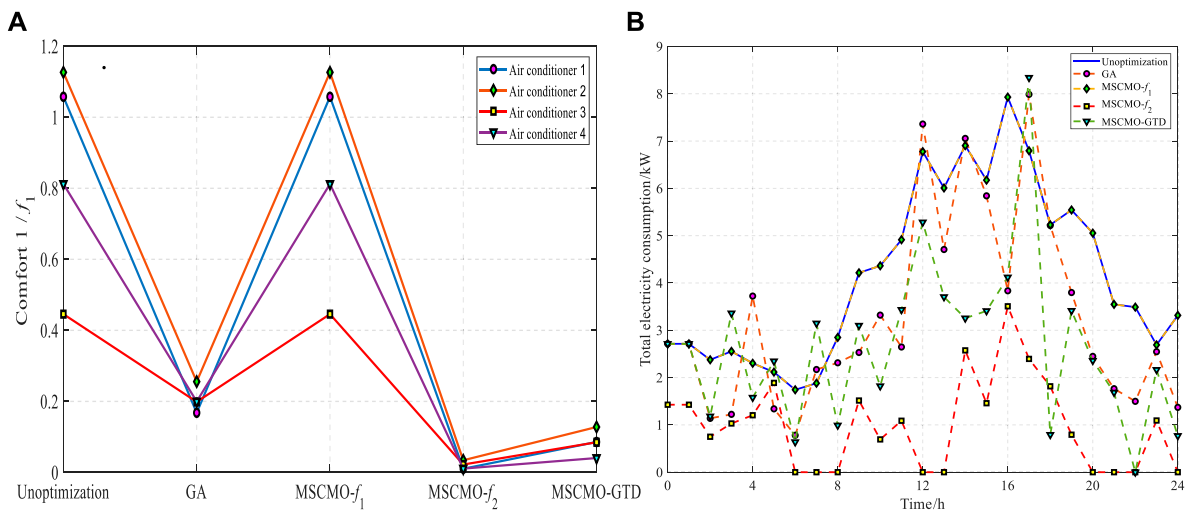 A
Comfort 1 / f1
1.2
1
0.8
0.6
0.4
0.2
0
Unoptimization
GA
MSCMO-f1
MSCMO-f2
MSCMO-GTD
Air conditioner 1
Air conditioner 2
Air conditioner 3
Air conditioner 4
B
Total electricity consumption/kW
9
8
7
6
5
4
3
2
1
0
0
4
8
12
16
20
24
Time/h
Unoptimization
GA
MSCMO-f1
MSCMO-f2
MSCMO-GTD